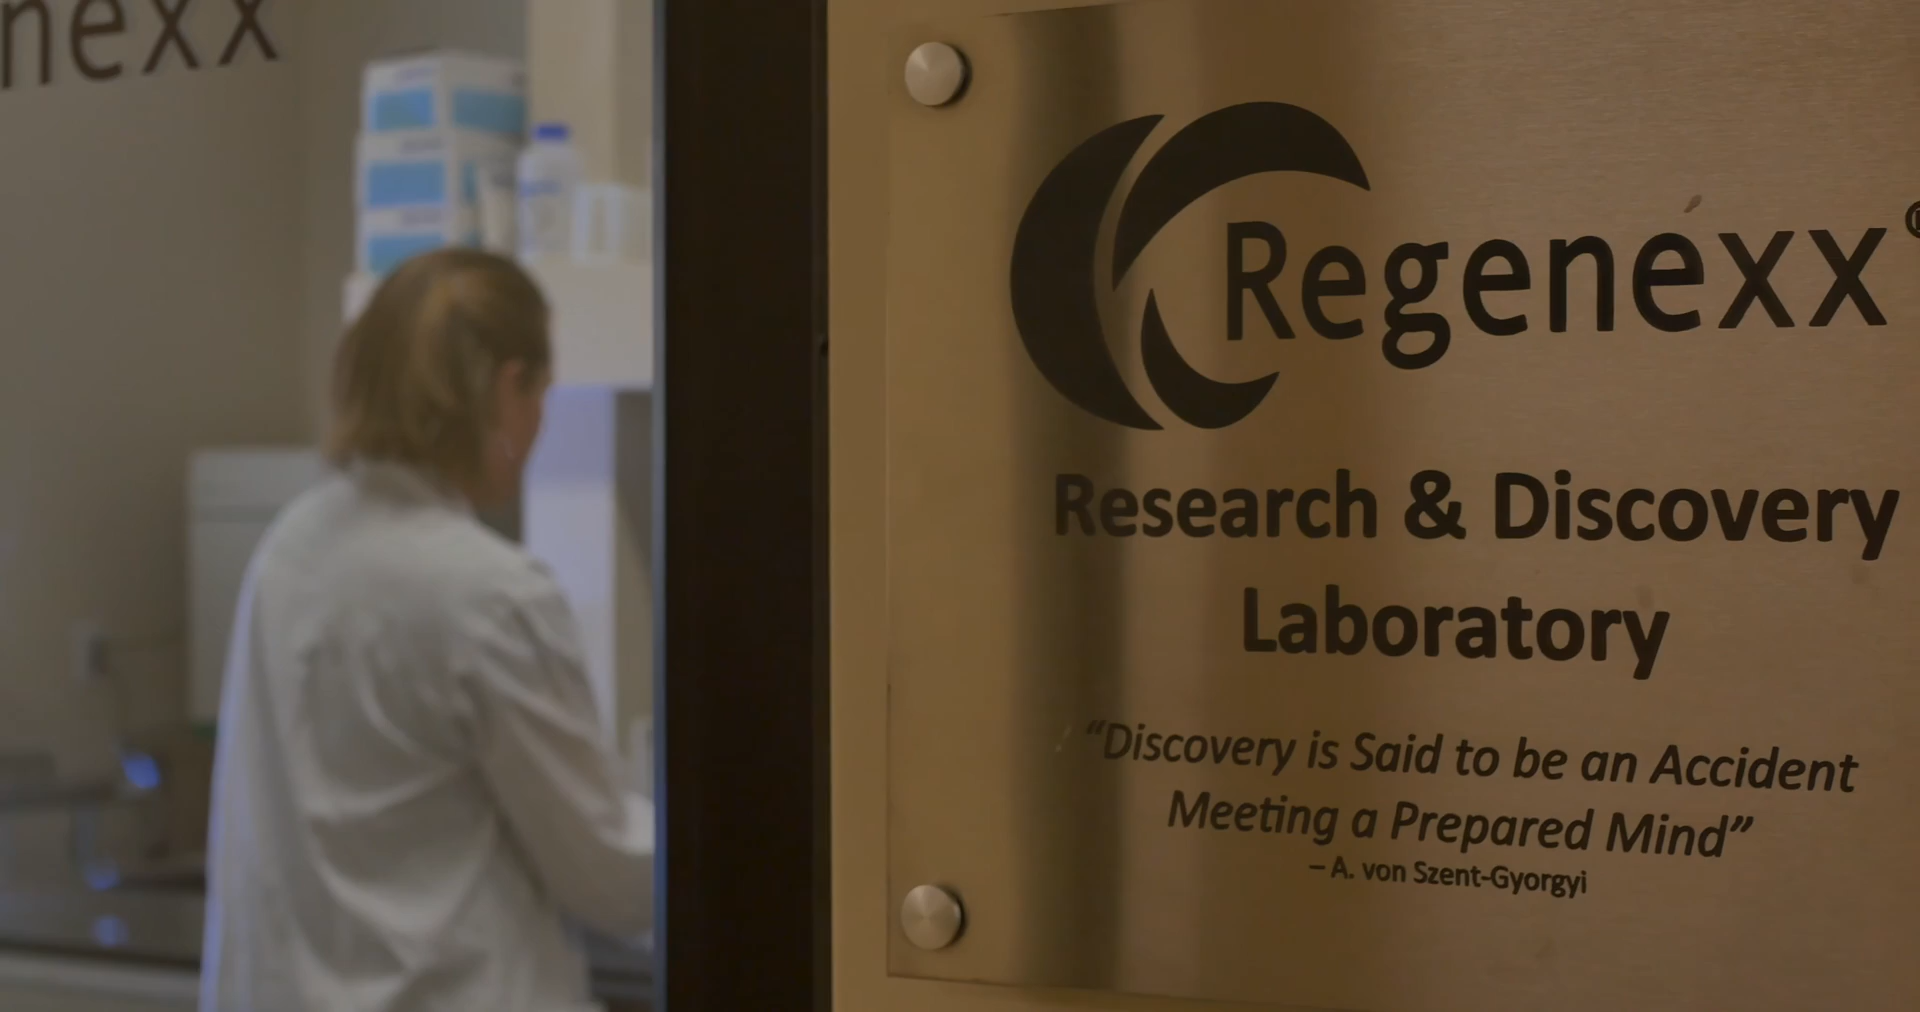 nexx
Regenexx®
Research & Discovery
Laboratory
“Discovery is Said to be an Accident
Meeting a Prepared Mind”
– A. von Szent-Gyorgyi